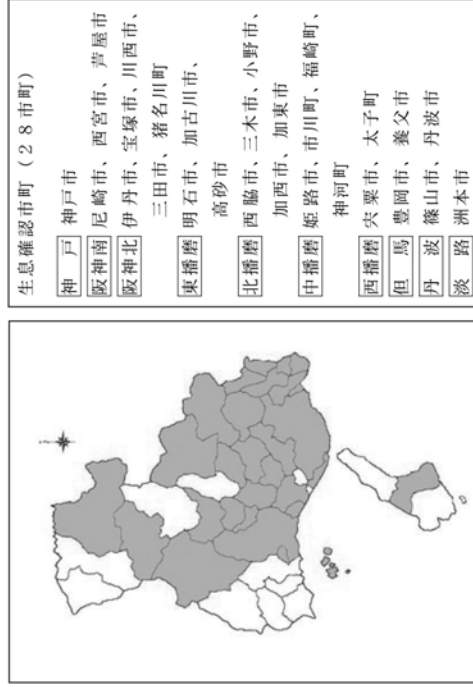 生息確認市町（２８市町）
神　戸　神戸市
阪神南　尼崎市、西宮市、芦屋市
阪神北　伊丹市、宝塚市、川西市、
三田市、猪名川町
東播磨　明石市、加古川市、
高砂市
北播磨　西脇市、三木市、小野市、
加西市、加東市
中播磨　姫路市、市川町、福崎町、
神河町
西播磨　宍粟市、太子町
但　馬　豊岡市、養父市
丹　波　篠山市、丹波市
淡　路　洲本市